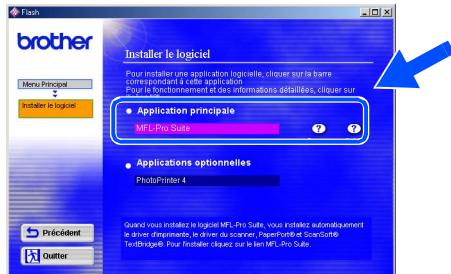 Flash
brother
Installer le logiciel
Pour installer une application logicielle, cliquer sur la barre
correspondant à cette application
Pour le fonctionnement et des informations détaillées, cliquer sur
Menu Principal
Installer le logiciel
Application principale
MFL-Pro Suite
? ?
Applications optionnelles
PhotoPrinter 4
Quand vous installez le logiciel MFL-Pro Suite, vous installez automatiquement
le driver d'imprimante, le driver du scanner, PaperPort® et ScanSoft®
TextBridge®. Pour l'installer cliquez sur le lien MFL-Pro Suite.
Précédent
Quitter